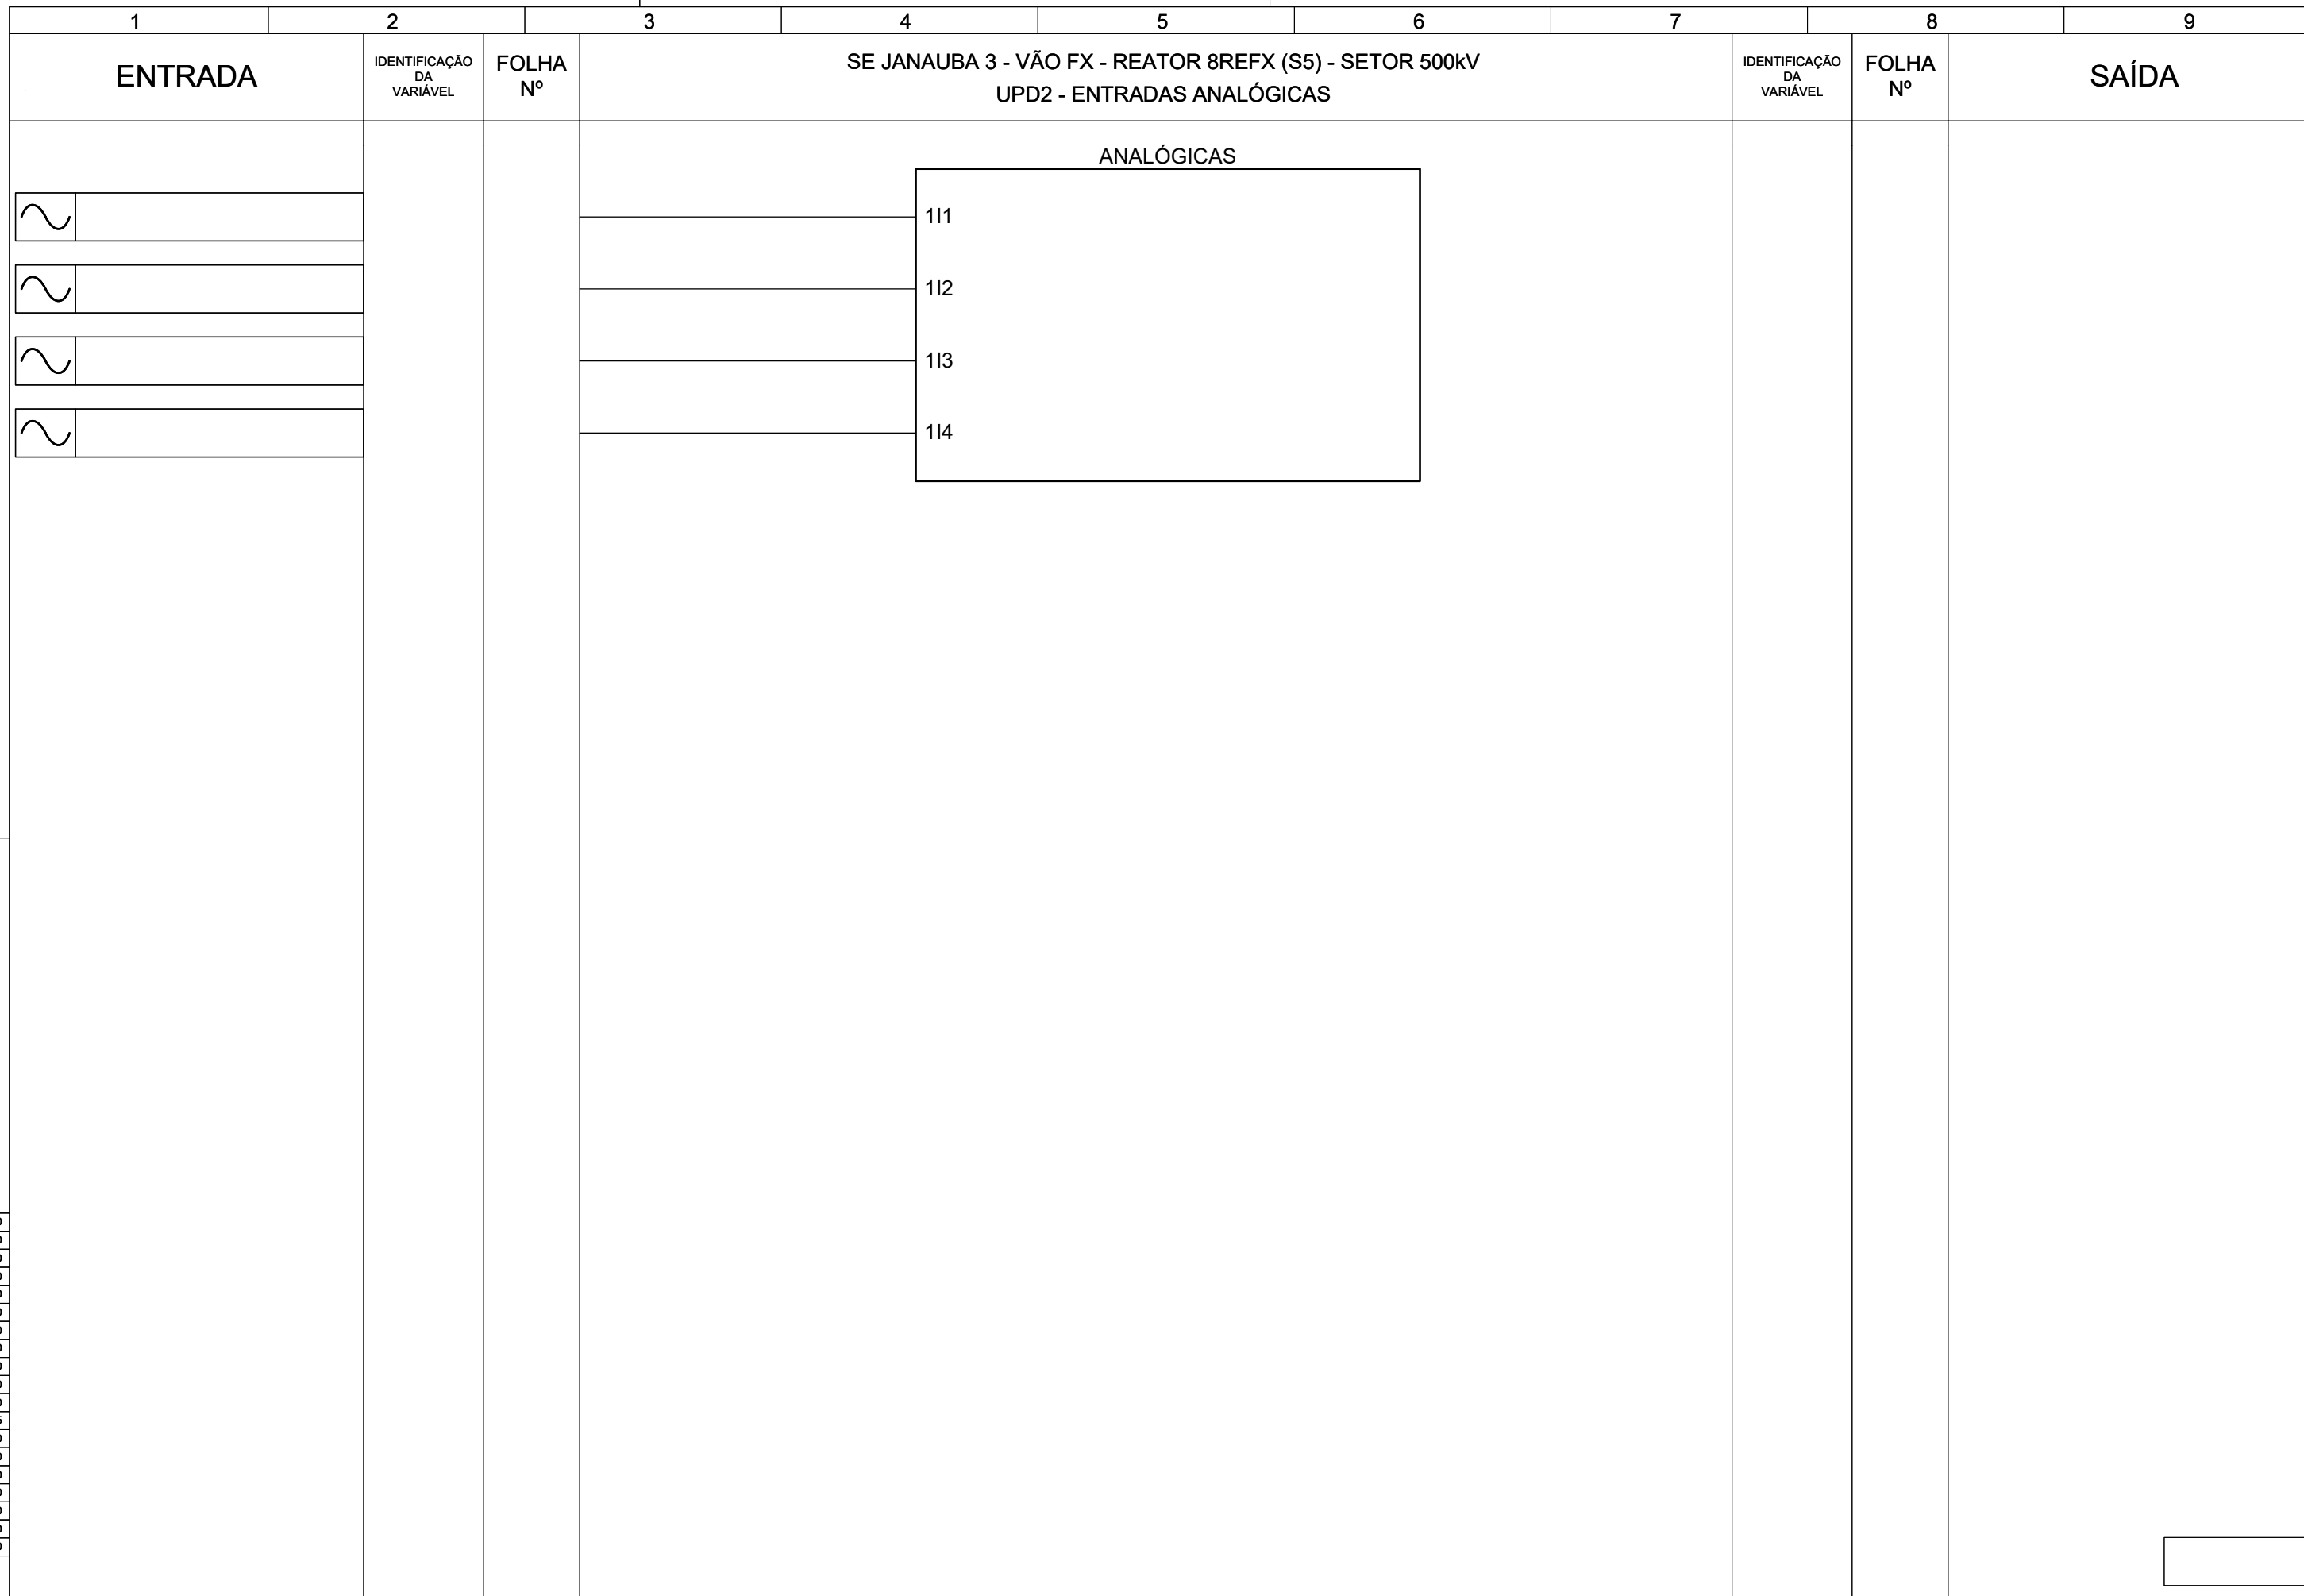 1 2 3 4 5 6 7 8 9
ENTRADA
IDENTIFICAÇÃO
DA
VARIÁVEL
FOLHA
Nº
SE JANAUBA 3 - VÃO FX - REATOR 8REFX (S5) - SETOR 500kV
UPD2 - ENTRADAS ANALÓGICAS
IDENTIFICAÇÃO
DA
VARIÁVEL
FOLHA
Nº
SAÍDA
ANALÓGICAS
1I1
1I2
1I3
1I4